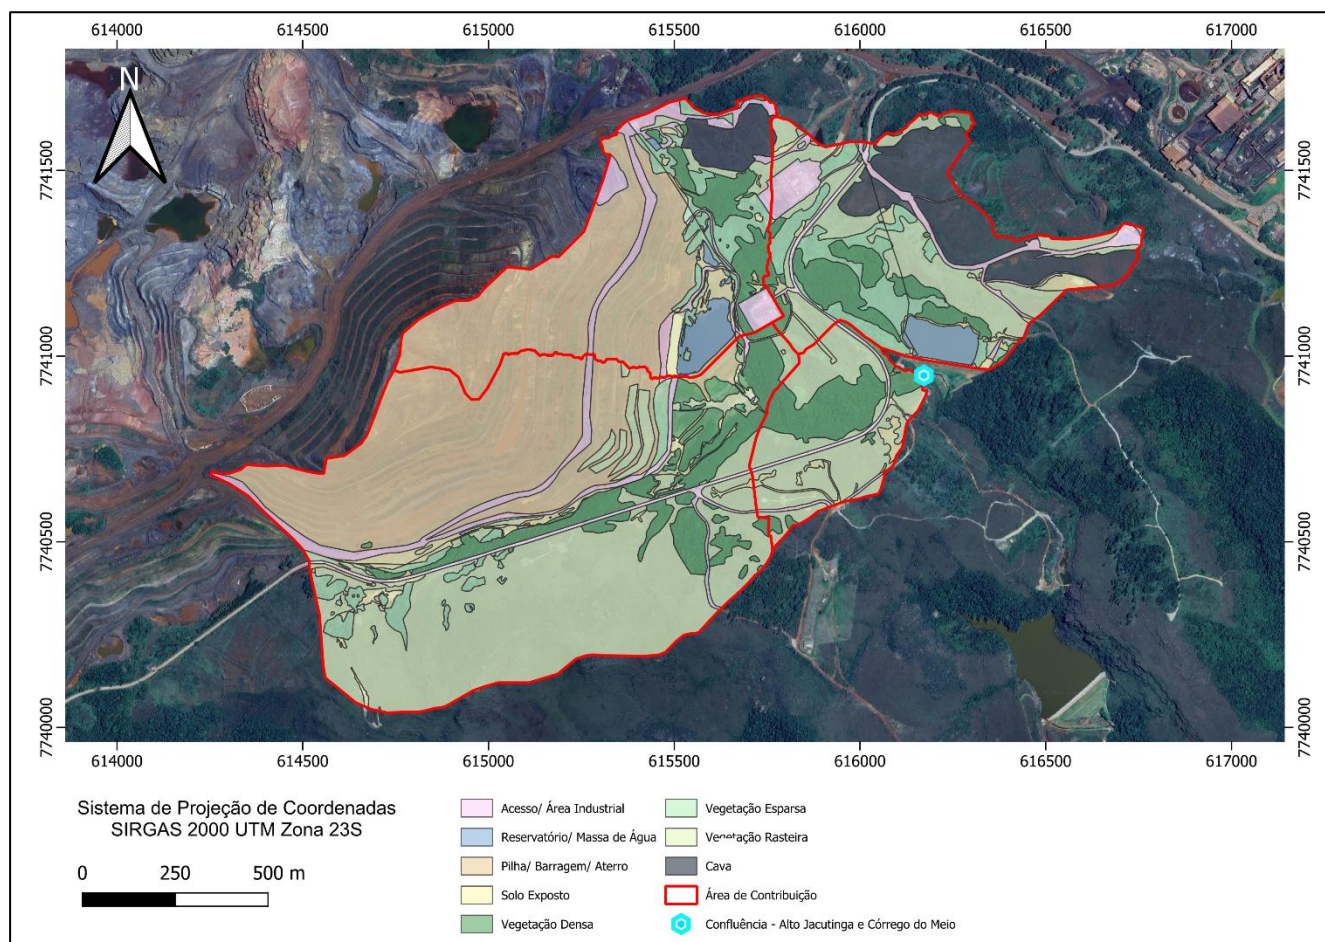 614000 614500 615000 615500 616000 616500 617000
N
7741500 7741500
7741000 7741000
7740500 7740500
7740000 7740000
614000 614500 615000 615500 616000 616500 617000
Sistema de Projeção de Coordenadas
SIRGAS 2000 UTM Zona 23S
0 250 500 m
Acesso/ Área Industrial
Reservatório/ Massa de Água
Pilha/ Barragem/ Aterro
Solo Exposto
Vegetação Densa
Vegetação Esparsa
Vegetação Rasteira
Cava
Área de Contribuição
Confluência - Alto Jacutinga e Córrego do Meio